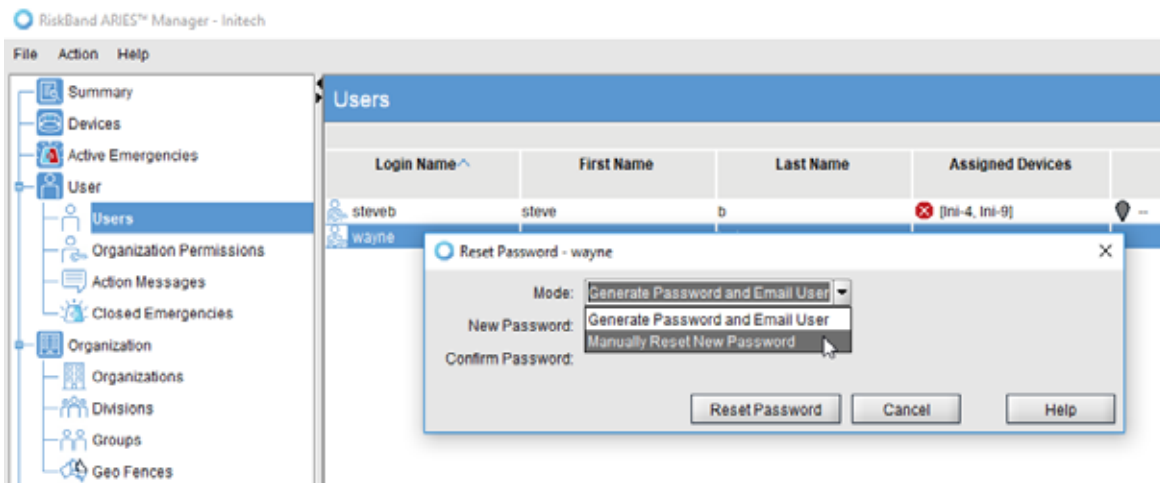 RiskBand ARIES™ Manager - Initech
File Action Help
Summary
Devices
Active Emergencies
User
Users
Organization Permissions
Action Messages
Closed Emergencies
Organization
Organizations
Divisions
Groups
Geo Fences
Users
Login Name First Name Last Name Assigned Devices
steveb steve b [Ini-4, Ini-9] --
wayne
Reset Password - wayne
Mode: Generate Password and Email User
Generate Password and Email User
New Password:
Manually Reset New Password
Confirm Password:
Reset Password Cancel Help